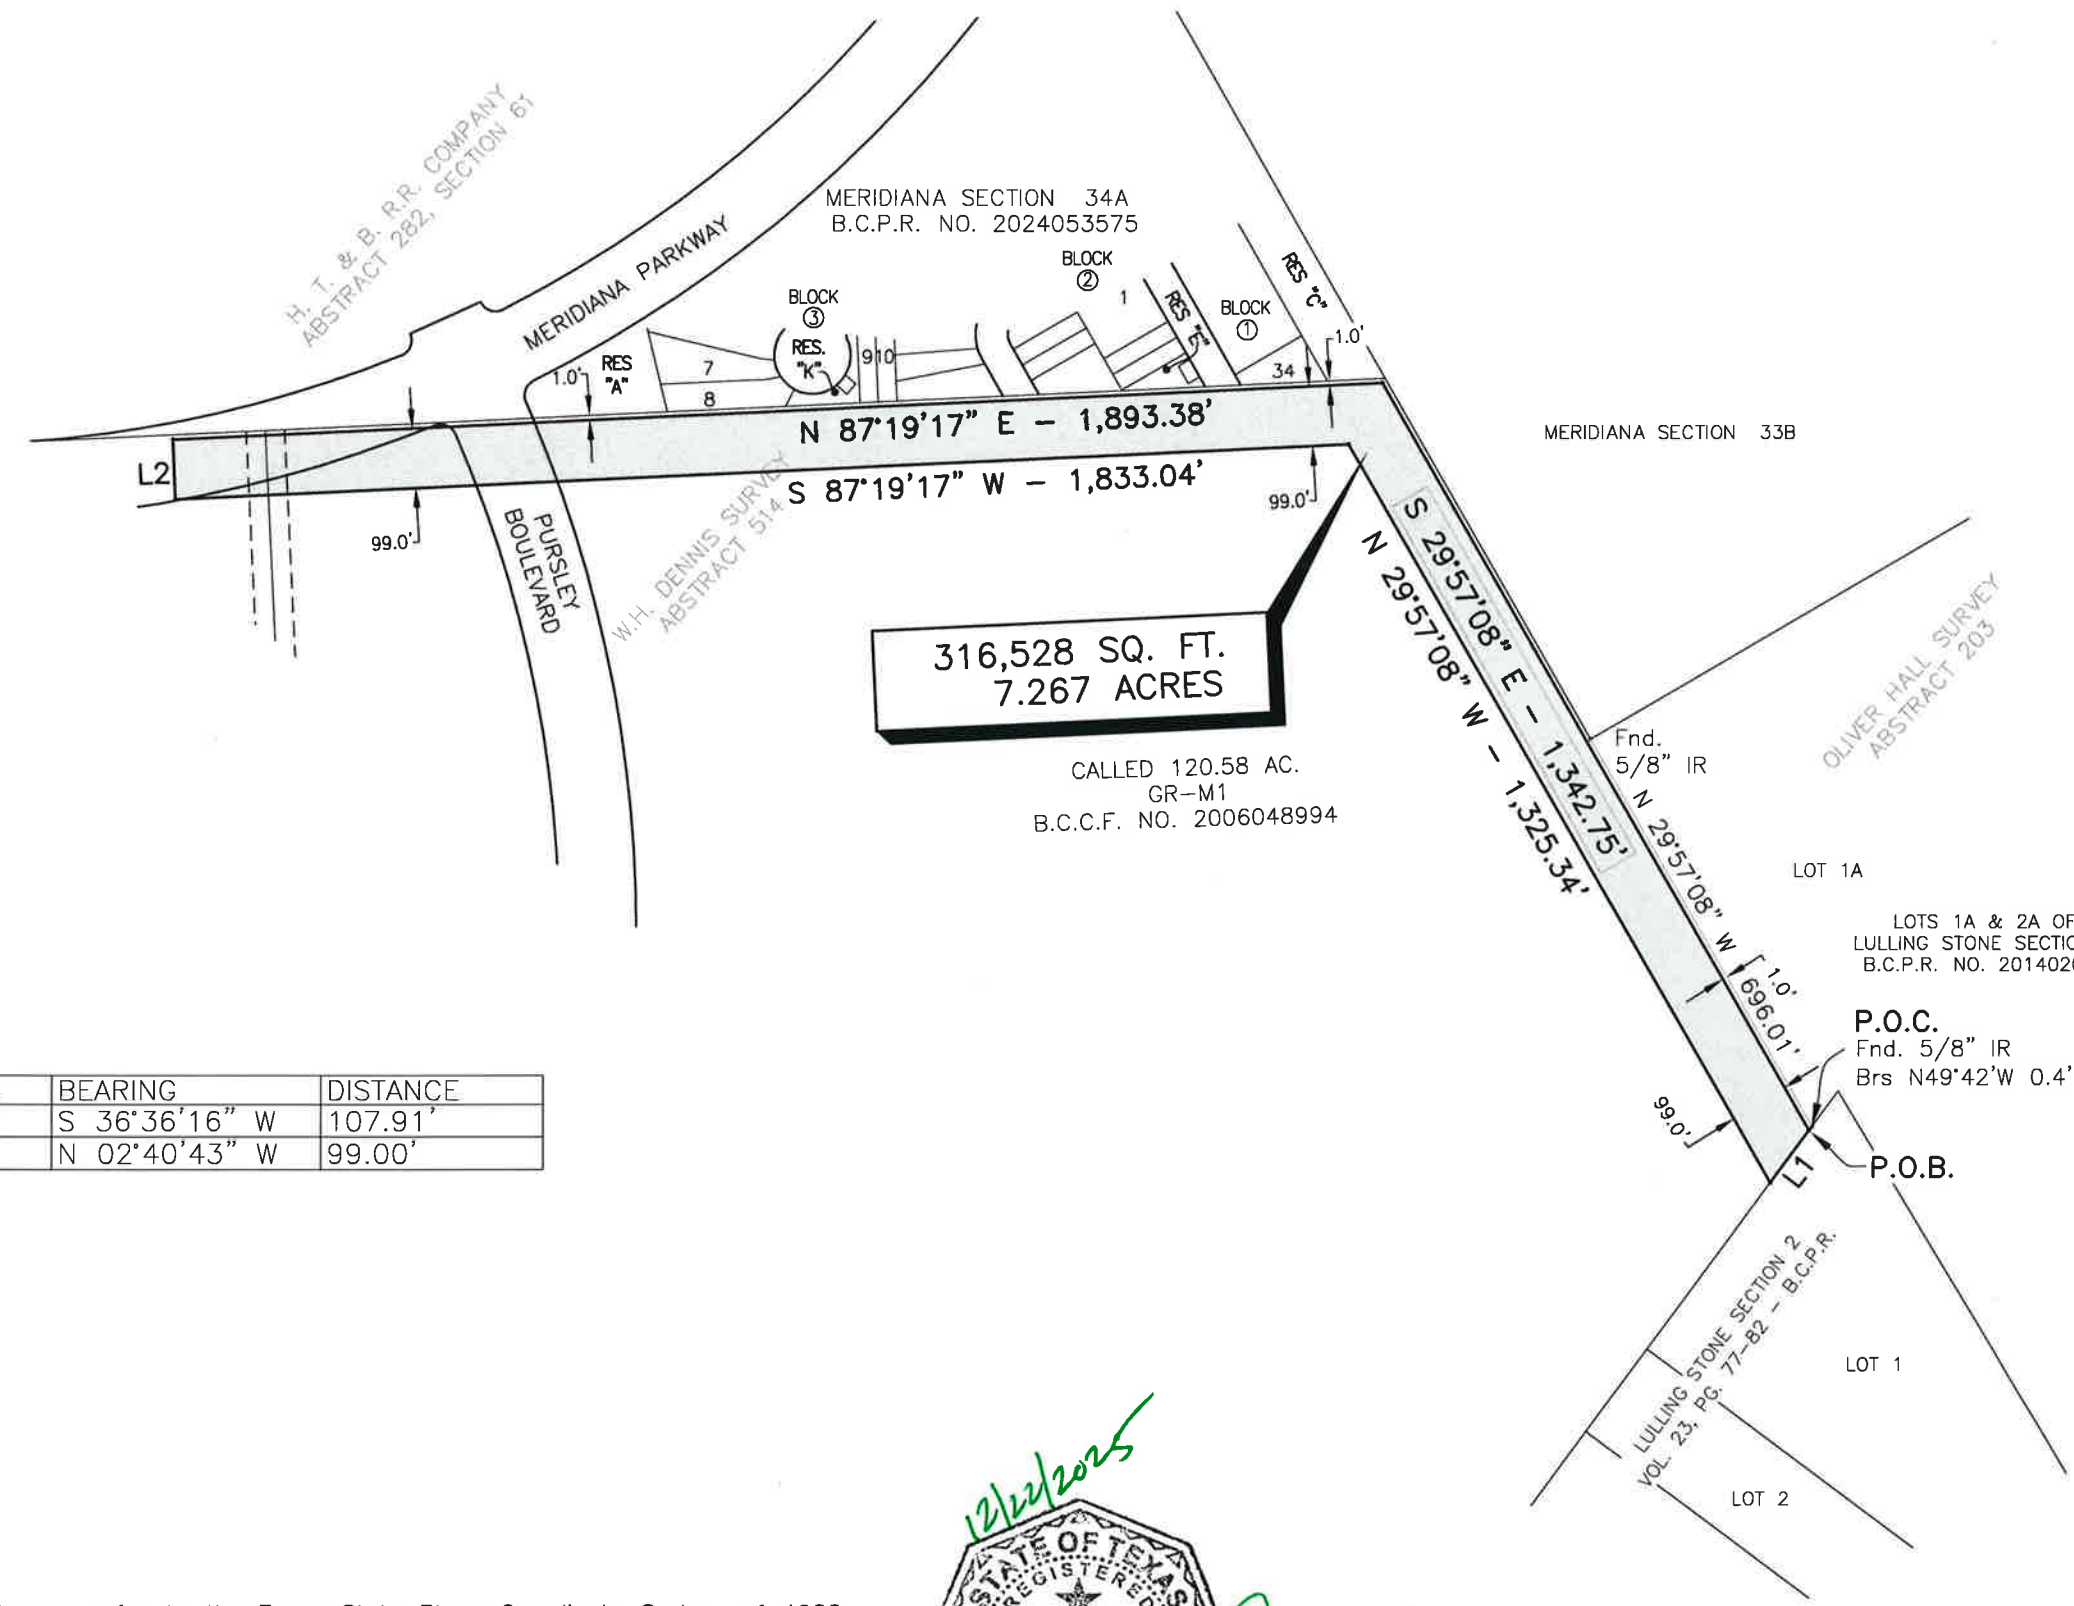 H. T. & B. R.R. COMPANY
ABSTRACT 282, SECTION 61
MERIDIANA PARKWAY
MERIDIANA SECTION 34A
B.C.P.R. NO. 2024053575
BLOCK
②
1
BLOCK
③
RES.
"K"
RES
"A"
1.0'
7
8
9
10
RES "E"
BLOCK
①
RES "C"
1.0'
34
L2
N 87°19'17" E - 1,893.38'
S 87°19'17" W - 1,833.04'
99.0'
99.0'
MERIDIANA SECTION 33B
PURSLEY
BOULEVARD
W.H. DENNIS SURVEY
ABSTRACT 514
316,528 SQ. FT.
7.267 ACRES
CALLED 120.58 AC.
GR-M1
B.C.C.F. NO. 2006048994
S 29°57'08" E - 1,342.75'
N 29°57'08" W - 1,325.34'
OLIVER HALL SURVEY
ABSTRACT 203
Fnd.
5/8" IR
N 29°57'08" W
696.01'
1.0'
LOT 1A
LOTS 1A & 2A OF
LULLING STONE
B.C.P.R. NO.
P.O.C.
Fnd. 5/8" IR
Brs N49°42'W 0.4'
99.0'
L1
P.O.B.
BEARING DISTANCE
S 36°36'16" W 107.91'
N 02°40'43" W 99.00'
LULLING STONE SECTION 2
VOL. 23, PG. 77-82 - B.C.P.R.
LOT 1
LOT 2
12/22/2025
STATE OF TEXAS
REGISTERED